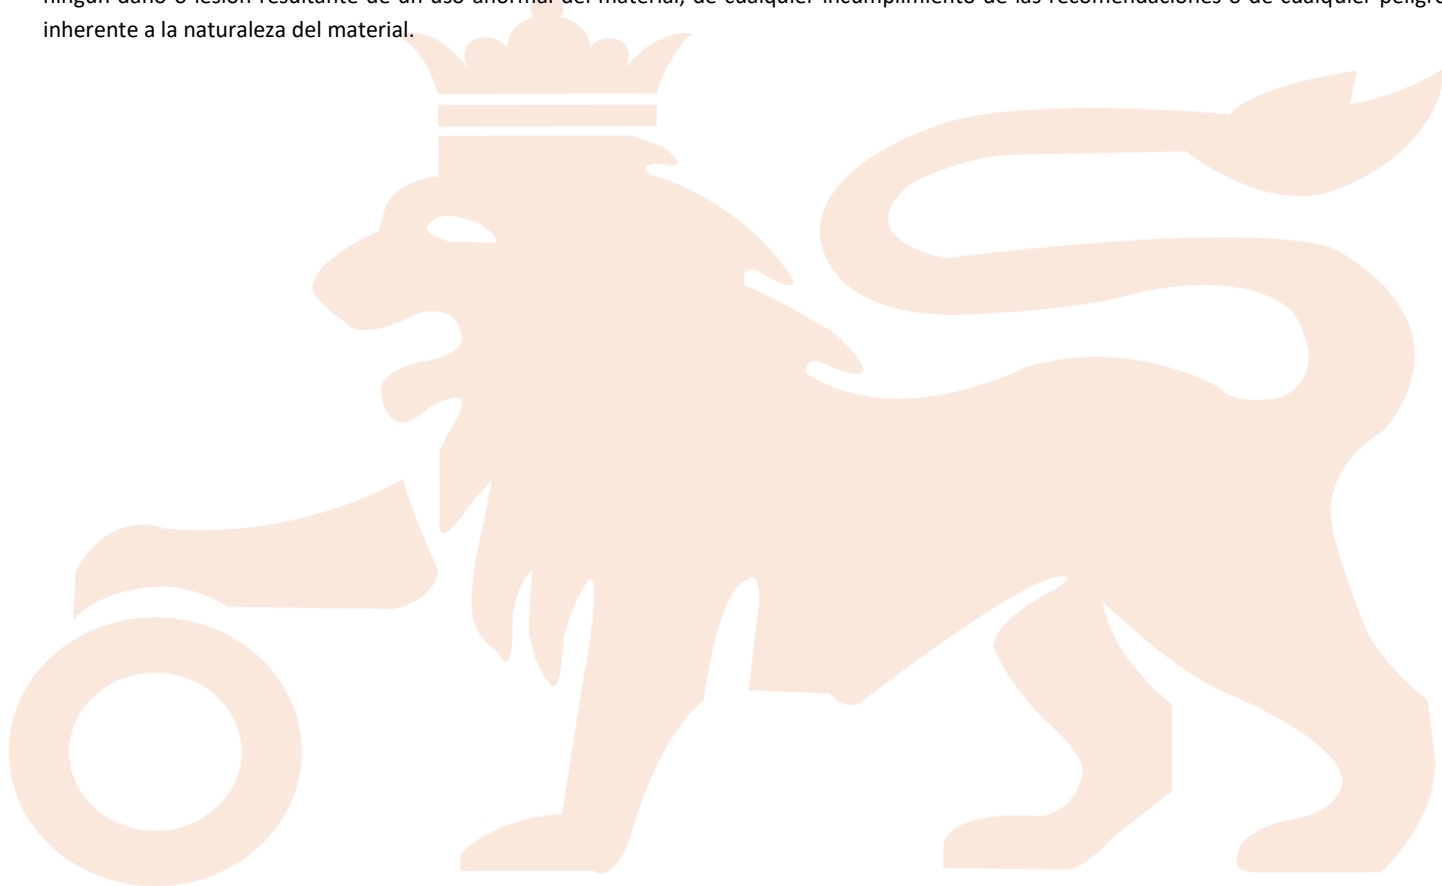 ningún daño o lesión resultante de un uso anormal del material, de cualquier incumplimiento de las recomendaciones o de cualquier peligro
inherente a la naturaleza del material.